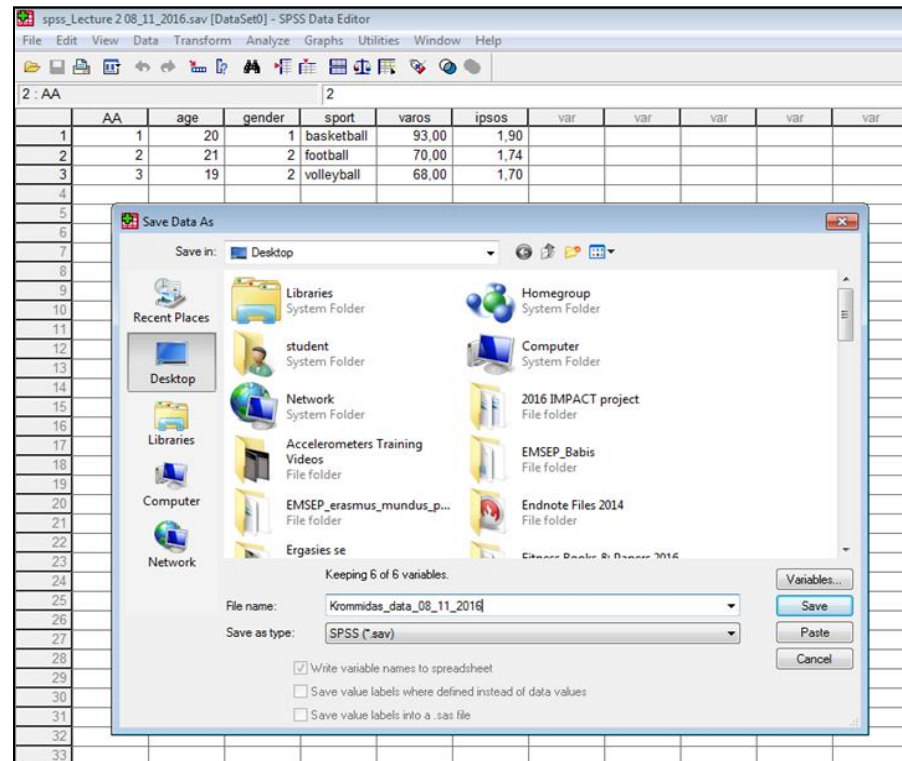 spss_Lecture 2 08_11_2016.sav [DataSet0] - SPSS Data Editor
File Edit View Data Transform Analyze Graphs Utilities Window Help
2 : AA 2
AA age gender sport varos ipsos var var var var var
1 1 20 1 basketball 93,00 1,90
2 2 21 2 football 70,00 1,74
3 3 19 2 volleyball 68,00 1,70
4
5
6
7
8
9
10
11
12
13
14
15
16
17
18
19
20
21
22
23
24
25
26
27
28
29
30
31
32
33
Save Data As
Save in: Desktop
Recent Places
Desktop
Libraries
Computer
Network
Libraries
System Folder
Homegroup
System Folder
student
System Folder
Computer
System Folder
Network
System Folder
2016 IMPACT project
File folder
Accelerometers Training
Videos
File folder
EMSEP_Babis
File folder
EMSEP_erasmus_mundus_p...
File folder
Endnote Files 2014
File folder
Ergasies se
Fitness Books & Papers 2016
Keeping 6 of 6 variables.
Variables...
File name: Krommidas_data_08_11_2016
Save
Save as type: SPSS (*.sav)
Paste
Cancel
Write variable names to spreadsheet
Save value labels where defined instead of data values
Save value labels into a .sas file